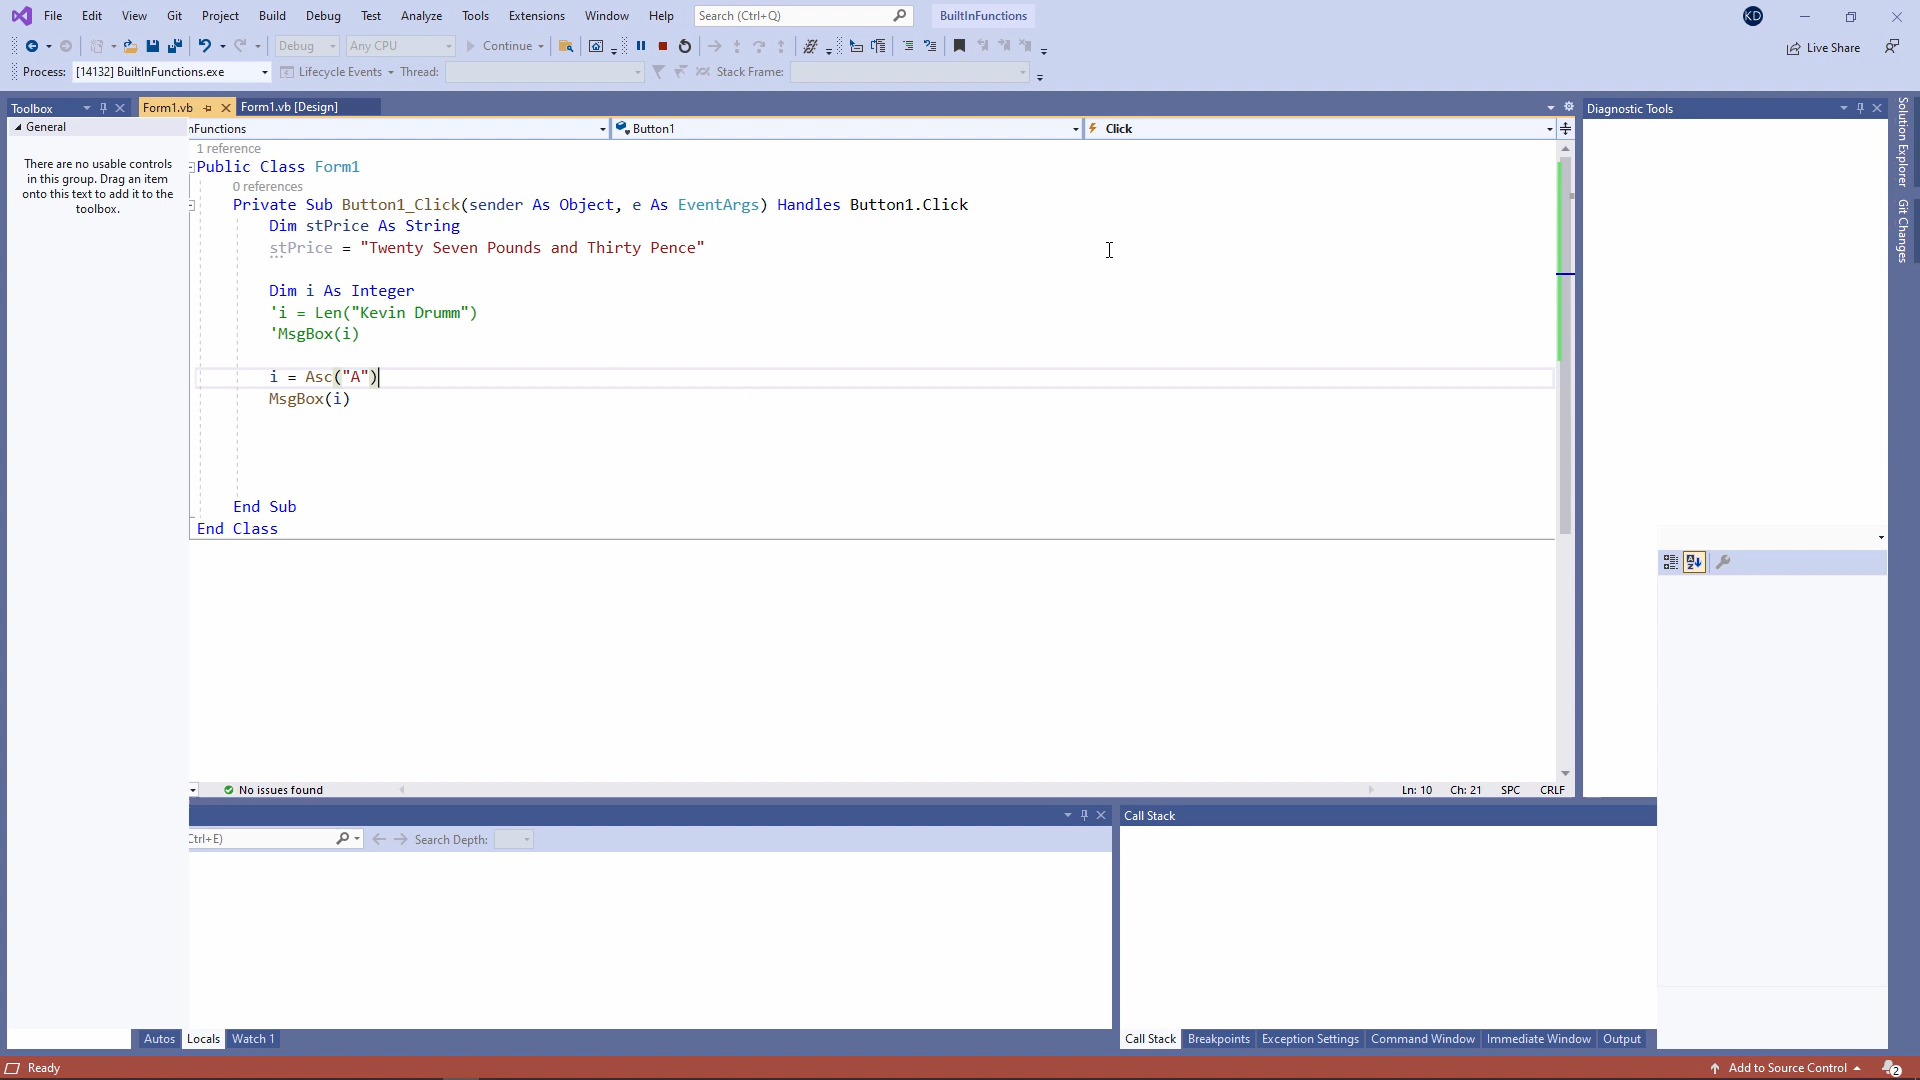 File Edit View Git Project Build Debug Test Analyze Tools Extensions Window Help Search (Ctrl+Q) BuiltInFunctions KD
Debug Any CPU Continue Live Share
Process: [14132] BuiltInFunctions.exe Lifecycle Events Thread: Stack Frame:
Toolbox Form1.vb Form1.vb [Design] Diagnostic Tools
General
nFunctions Button1 Click
There are no usable controls
in this group. Drag an item
onto this text to add it to the
toolbox.
1 reference
Public Class Form1
0 references
Private Sub Button1_Click(sender As Object, e As EventArgs) Handles Button1.Click
Dim stPrice As String
stPrice = "Twenty Seven Pounds and Thirty Pence"
Dim i As Integer
'i = Len("Kevin Drumm")
'MsgBox(i)
i = Asc("A")
MsgBox(i)
End Sub
End Class
Solution Explorer
Git Changes
No issues found Ln: 10 Ch: 21 SPC CRLF
Call Stack
Ctrl+E) Search Depth:
Autos Locals Watch 1 Call Stack Breakpoints Exception Settings Command Window Immediate Window Output
Ready Add to Source Control 2